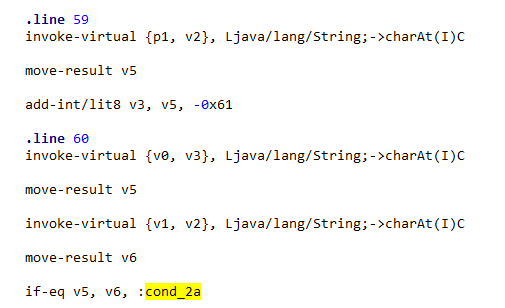 .line 59
invoke-virtual {p1, v2}, Ljava/lang/String;->charAt(I)C
move-result v5
add-int/lit8 v3, v5, -0x61
.line 60
invoke-virtual {v0, v3}, Ljava/lang/String;->charAt(I)C
move-result v5
invoke-virtual {v1, v2}, Ljava/lang/String;->charAt(I)C
move-result v6
if-eq v5, v6, :cond_2a